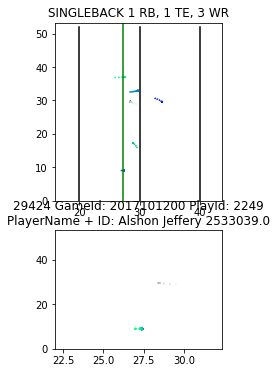 SINGLEBACK 1 RB, 1 TE, 3 WR
50
40
30
20
10
0
20 30 40
29424 GameId: 2017101200 PlayId: 2249
PlayerName + ID: Alshon Jeffery 2533039.0
40
20
0
22.5 25.0 27.5 30.0